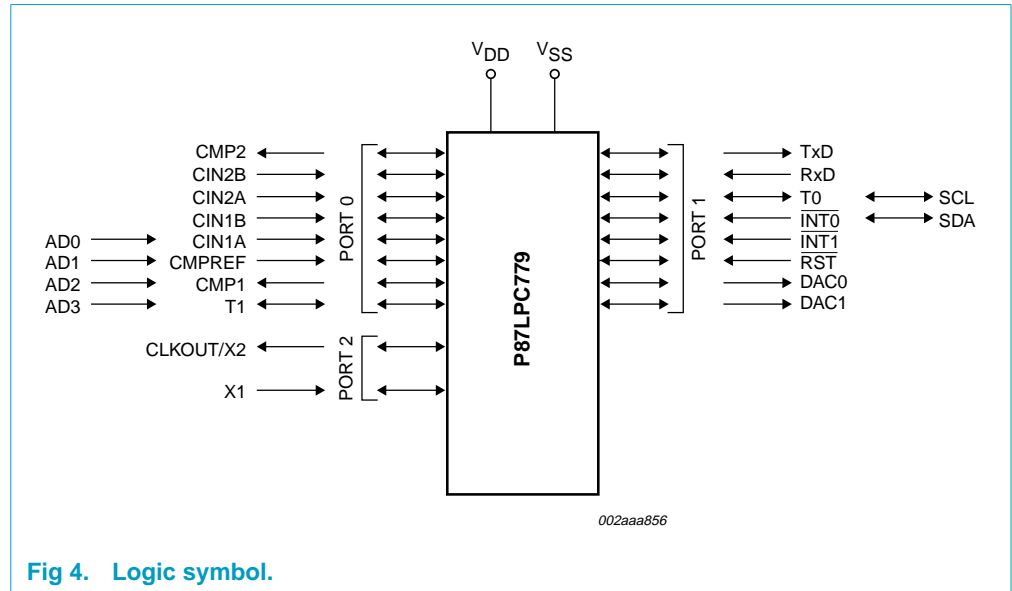 VDD VSS
CMP2
CIN2B
CIN2A
CIN1B
AD0 CIN1A
AD1 CMPREF
AD2 CMP1
AD3 T1
PORT 0
CLKOUT/X2
X1
PORT 2
P87LPC779
PORT 1
TxD
RxD
T0 SCL
INT0 SDA
INT1
RST
DAC0
DAC1
002aaa856
Fig 4. Logic symbol.